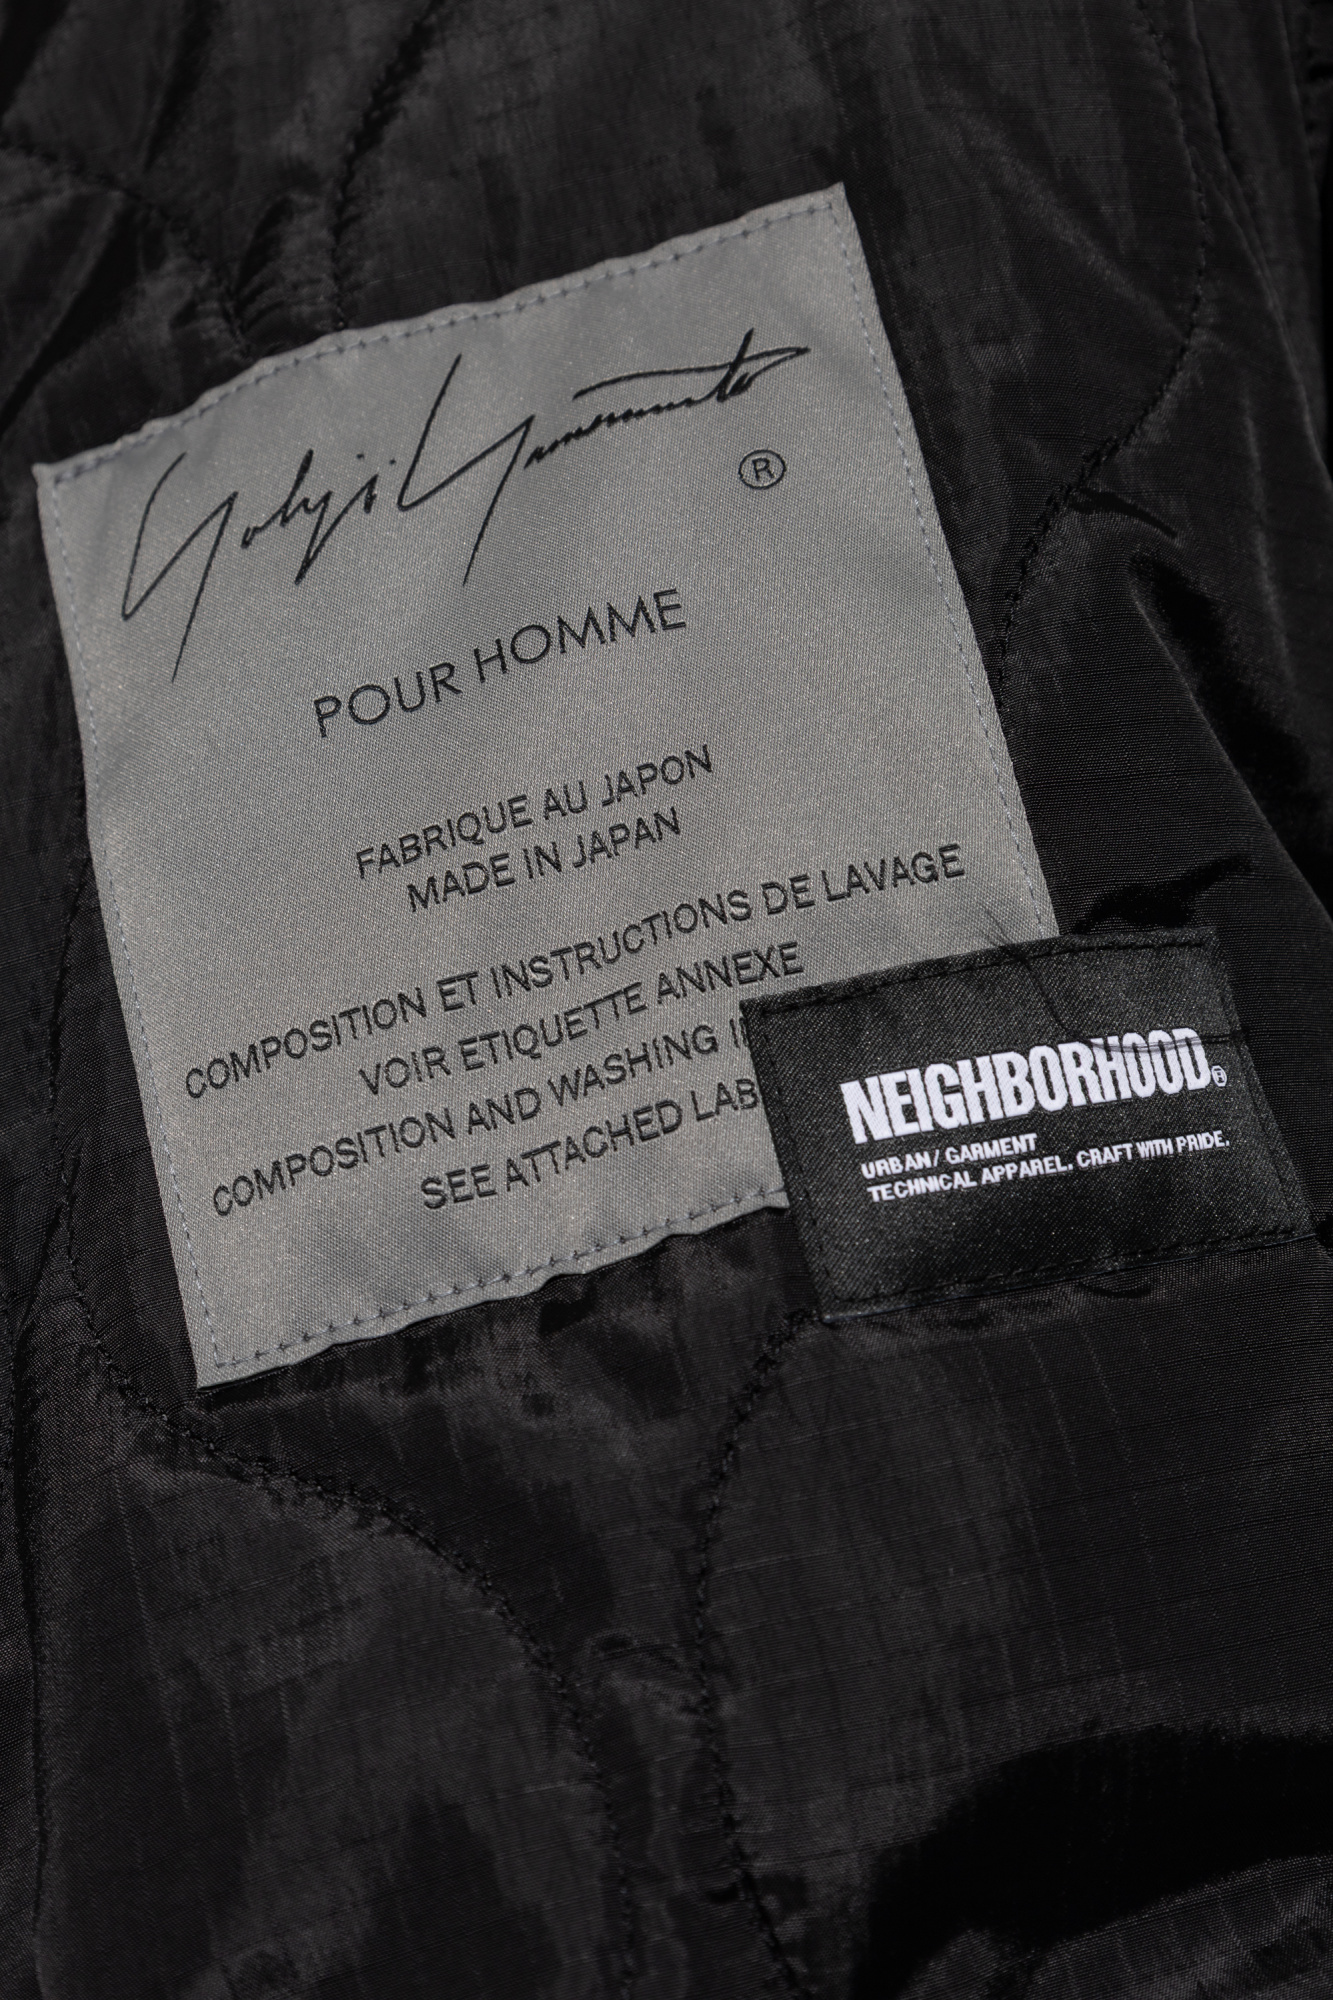 Yohji Yamamoto
®
POUR HOMME
FABRIQUE AU JAPON
MADE IN JAPAN
COMPOSITION ET INSTRUCTIONS DE LAVAGE
VOIR ETIQUETTE ANNEXE
COMPOSITION AND WASHING
SEE ATTACHED
NEIGHBORHOOD®
URBAN/GARMENT
TECHNICAL APPAREL. CRAFT WITH PRIDE.